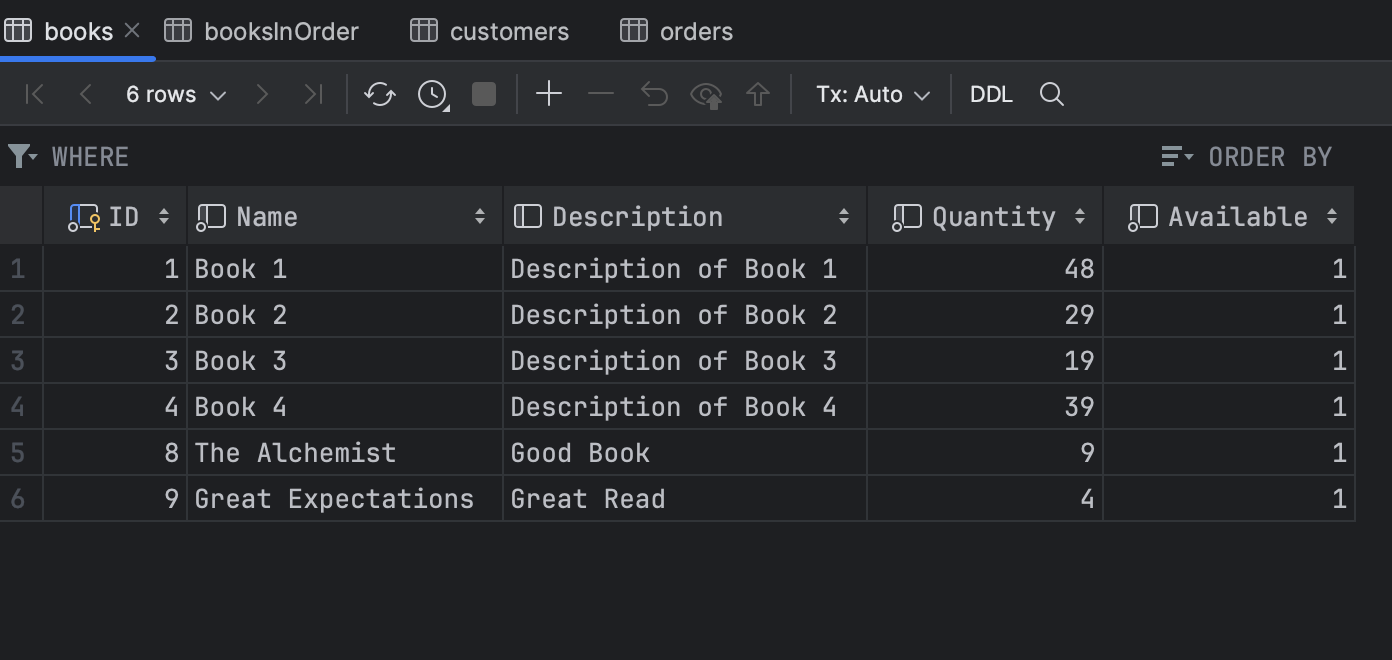 books booksInOrder customers orders
6 rows Tx: Auto DDL
WHERE ORDER BY
ID Name Description Quantity Available
1 1 Book 1 Description of Book 1 48 1
2 2 Book 2 Description of Book 2 29 1
3 3 Book 3 Description of Book 3 19 1
4 4 Book 4 Description of Book 4 39 1
5 8 The Alchemist Good Book 9 1
6 9 Great Expectations Great Read 4 1